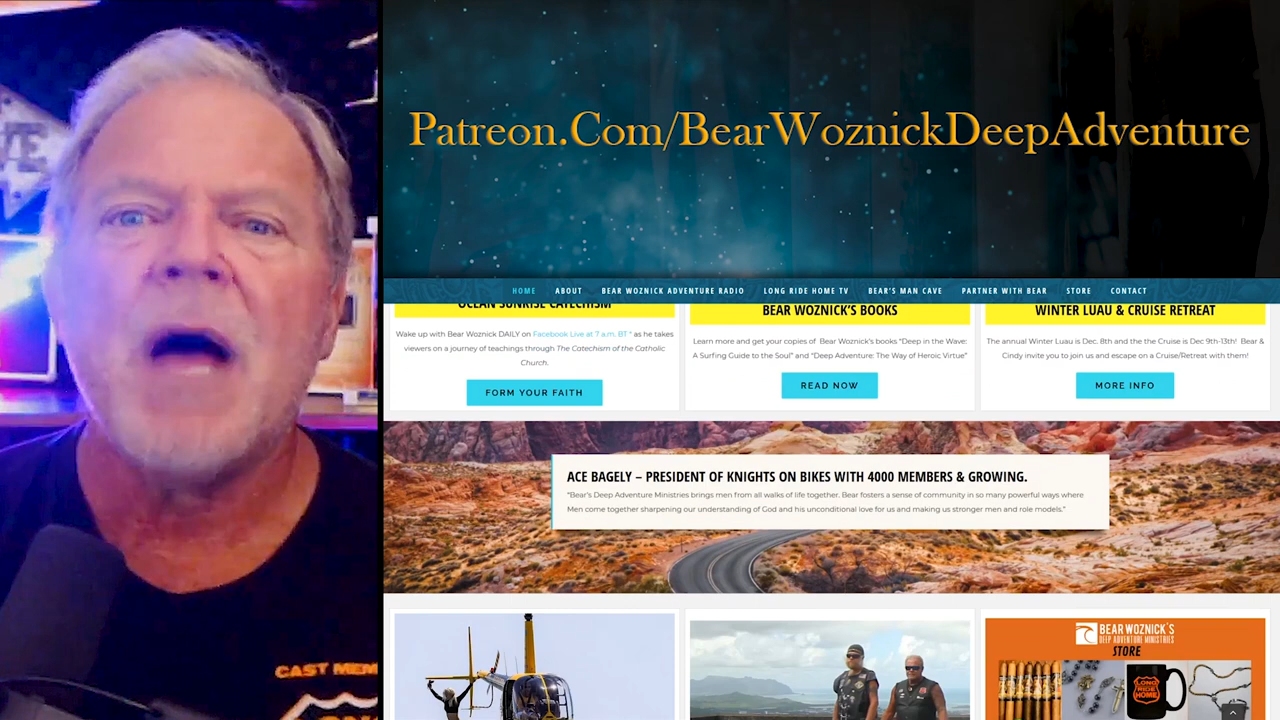 Patreon.Com/BearWoznickDeepAdventure
HOME ABOUT BEAR WOZNICK ADVENTURE RADIO LONG RIDE HOME TV BEAR'S MAN CAVE PARTNER WITH BEAR STORE CONTACT
OCEAN SUNRISE CATECHISM
Wake up with Bear Woznick DAILY on Facebook Live at 7 a.m. BT * as he takes
viewers on a journey of teachings through The Catechism of the Catholic
Church.
FORM YOUR FAITH
BEAR WOZNICK'S BOOKS
Learn more and get your copies of Bear Woznick's books "Deep in the Wave:
A Surfing Guide to the Soul" and "Deep Adventure: The Way of Heroic Virtue"
READ NOW
WINTER LUAU & CRUISE RETREAT
The annual Winter Luau is Dec. 8th and the the Cruise is Dec 9th-13th! Bear &
Cindy invite you to join us and escape on a Cruise/Retreat with them!
MORE INFO
ACE BAGELY – PRESIDENT OF KNIGHTS ON BIKES WITH 4000 MEMBERS & GROWING.
"Bear's Deep Adventure Ministries brings men from all walks of life together. Bear fosters a sense of community in so many powerful ways where
Men come together sharpening our understanding of God and his unconditional love for us and making us stronger men and role models."
BEAR WOZNICK'S
DEEP ADVENTURE MINISTRIES
STORE
LONG
RIDE
HOME
CAST MEM